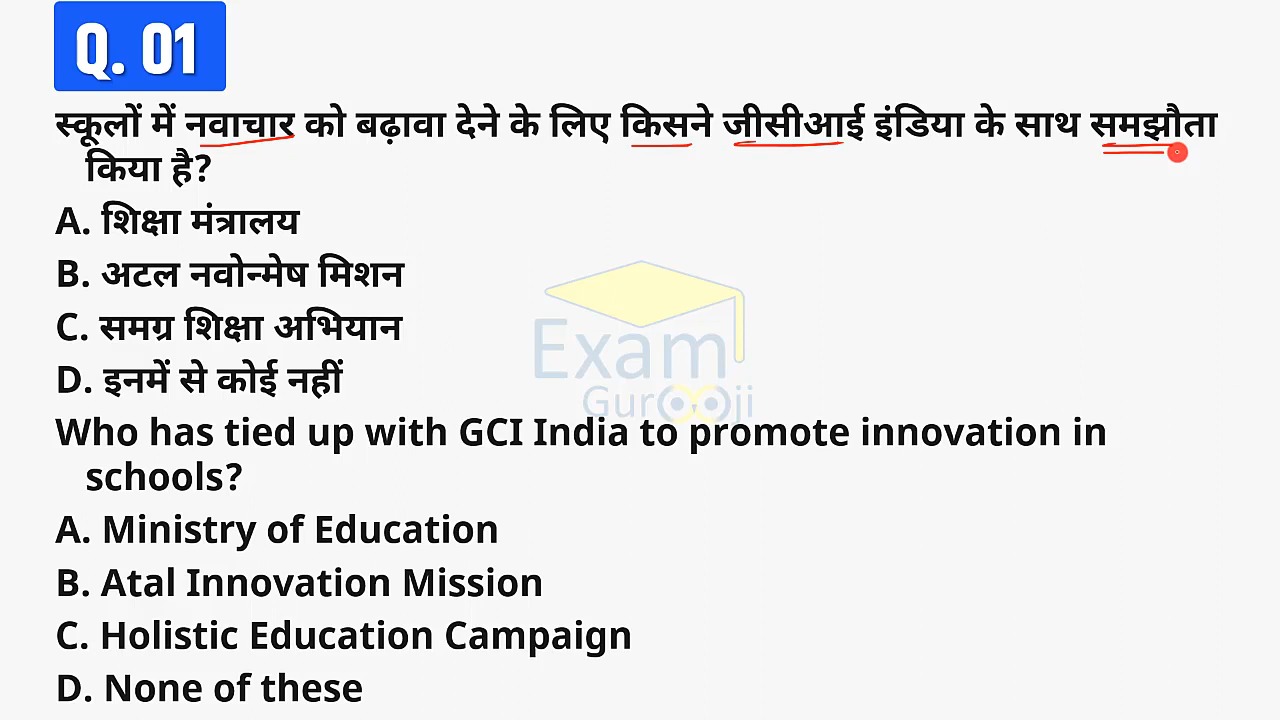 Q. 01
स्कूलों में नवाचार को बढ़ावा देने के लिए किसने जीसीआई इंडिया के साथ समझौता
किया है?
A. शिक्षा मंत्रालय
B. अटल नवोन्मेष मिशन
C. समग्र शिक्षा अभियान
D. इनमें से कोई नहीं
Exam
Gurooji
Who has tied up with GCI India to promote innovation in
schools?
A. Ministry of Education
B. Atal Innovation Mission
C. Holistic Education Campaign
D. None of these